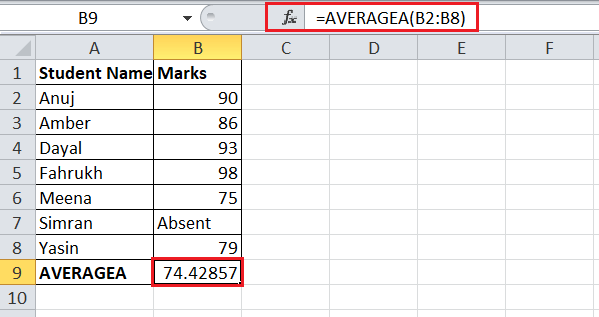 B9 fx =AVERAGEA(B2:B8)
A B C D E F
1 Student Name Marks
2 Anuj 90
3 Amber 86
4 Dayal 93
5 Fahrukh 98
6 Meena 75
7 Simran Absent
8 Yasin 79
9 AVERAGEA 74.42857
10